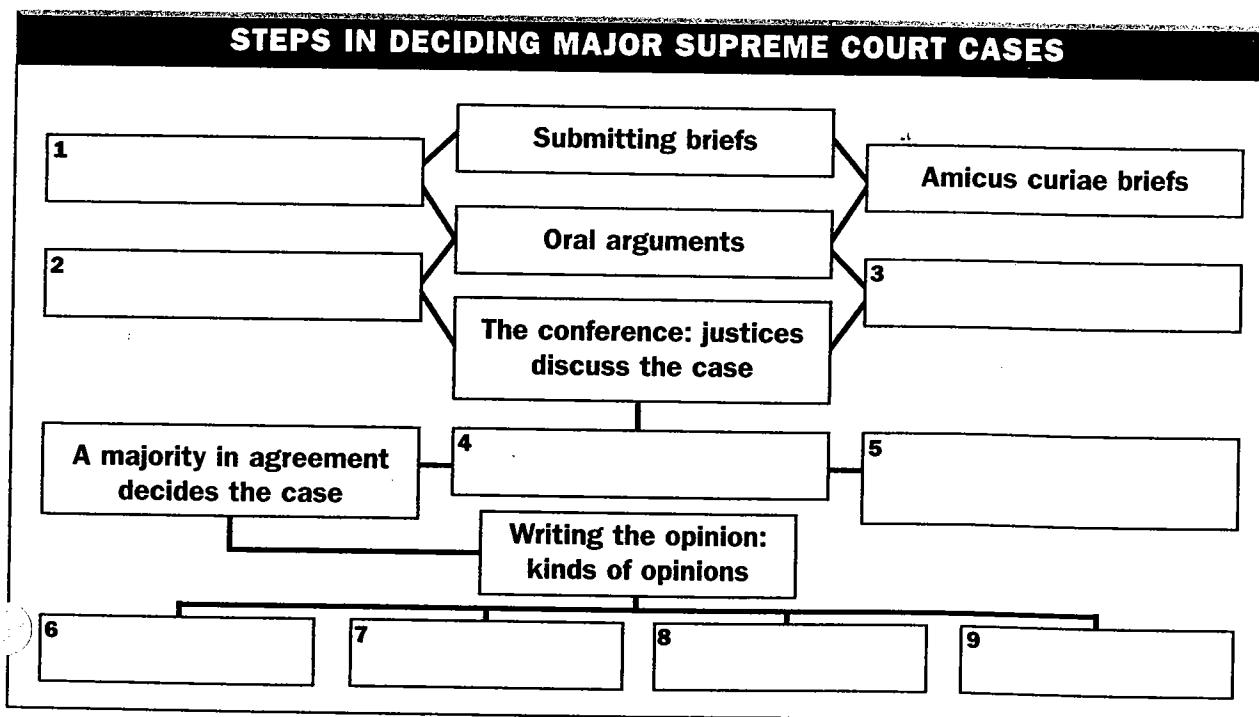 STEPS IN DECIDING MAJOR SUPREME COURT CASES
Submitting briefs
1
Amicus curiae briefs
Oral arguments
2
3
The conference: justices
discuss the case
A majority in agreement
decides the case
4
5
Writing the opinion:
kinds of opinions
6
7
8
9